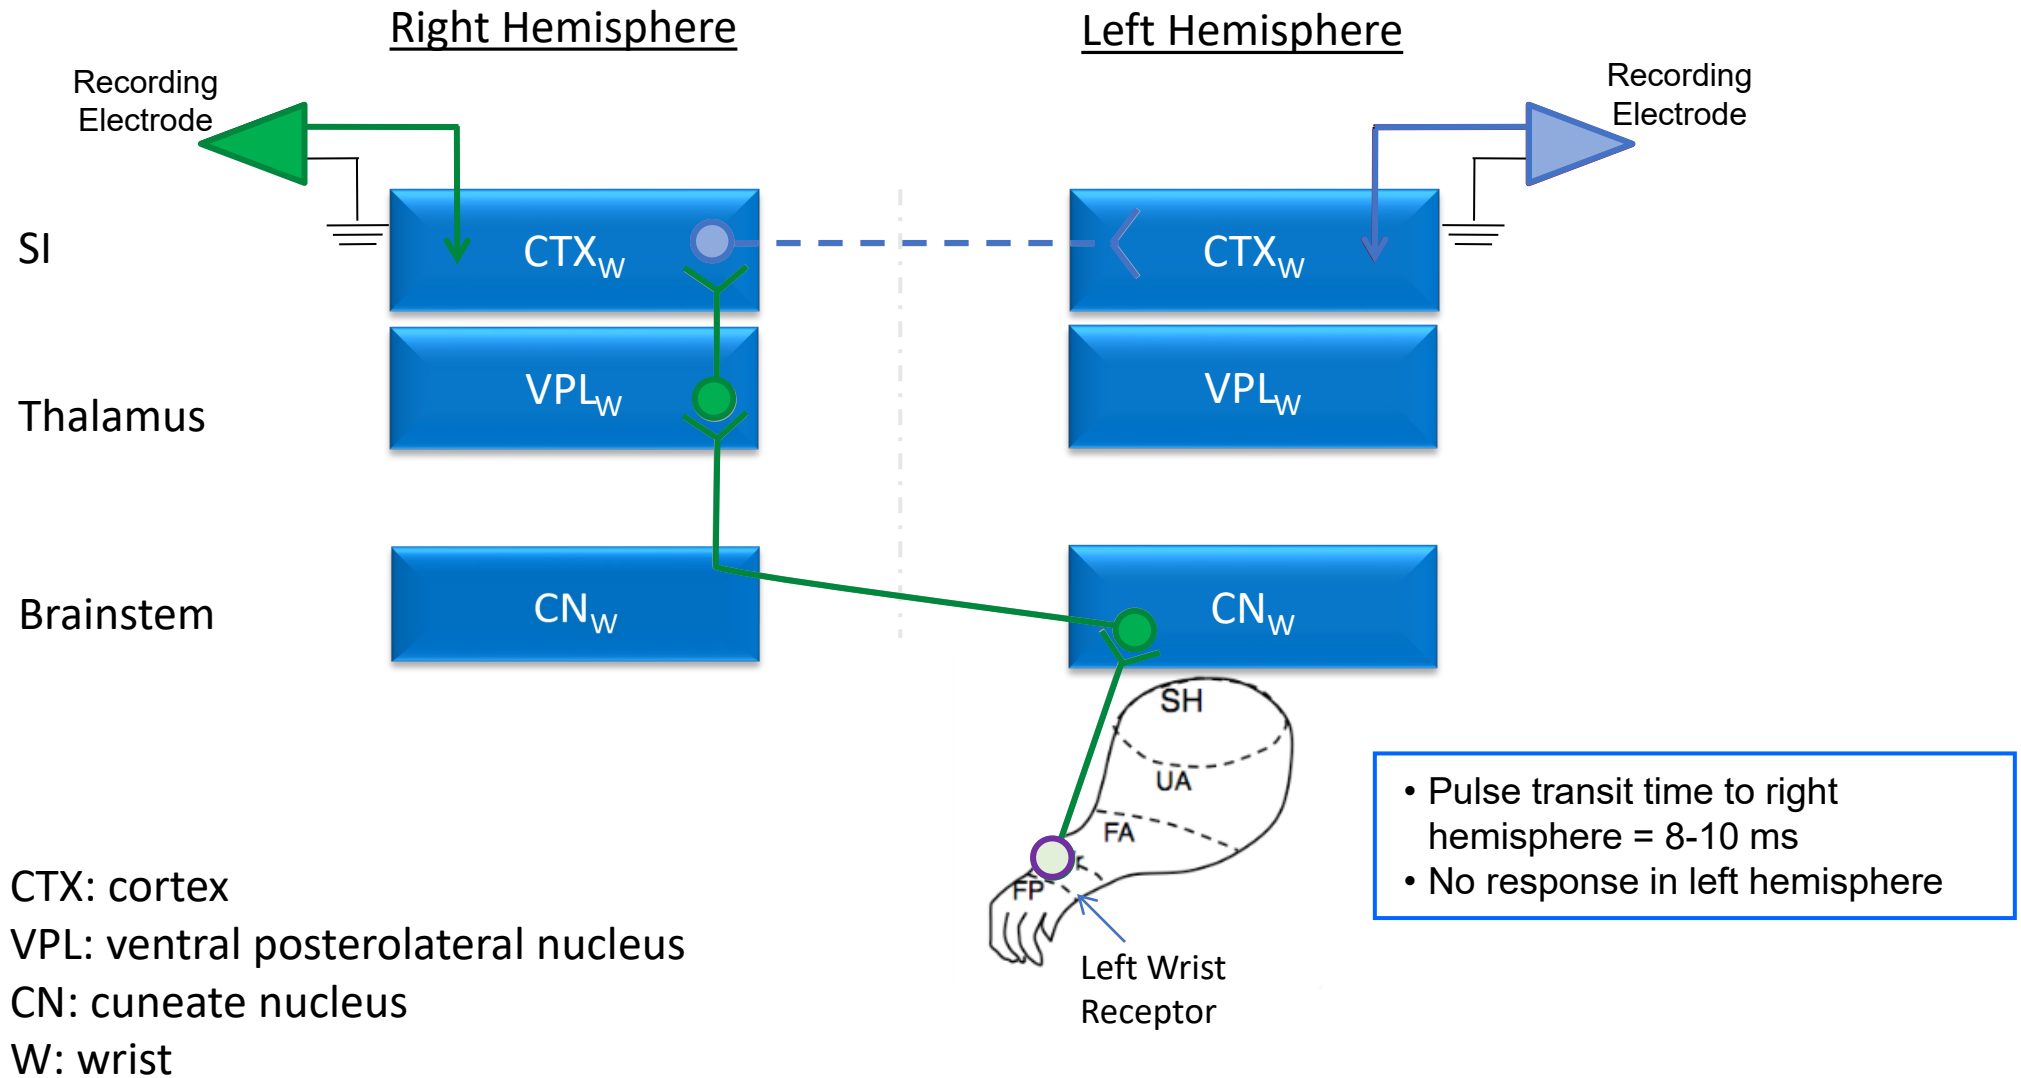 Right Hemisphere
Left Hemisphere
Recording
Electrode
Recording
Electrode
SI
CTXW
CTXW
Thalamus
VPLW
VPLW
Brainstem
CNW
CNW
SH
UA
FA
FP
• Pulse transit time to right
hemisphere = 8-10 ms
• No response in left hemisphere
Left Wrist
Receptor
CTX: cortex
VPL: ventral posterolateral nucleus
CN: cuneate nucleus
W: wrist